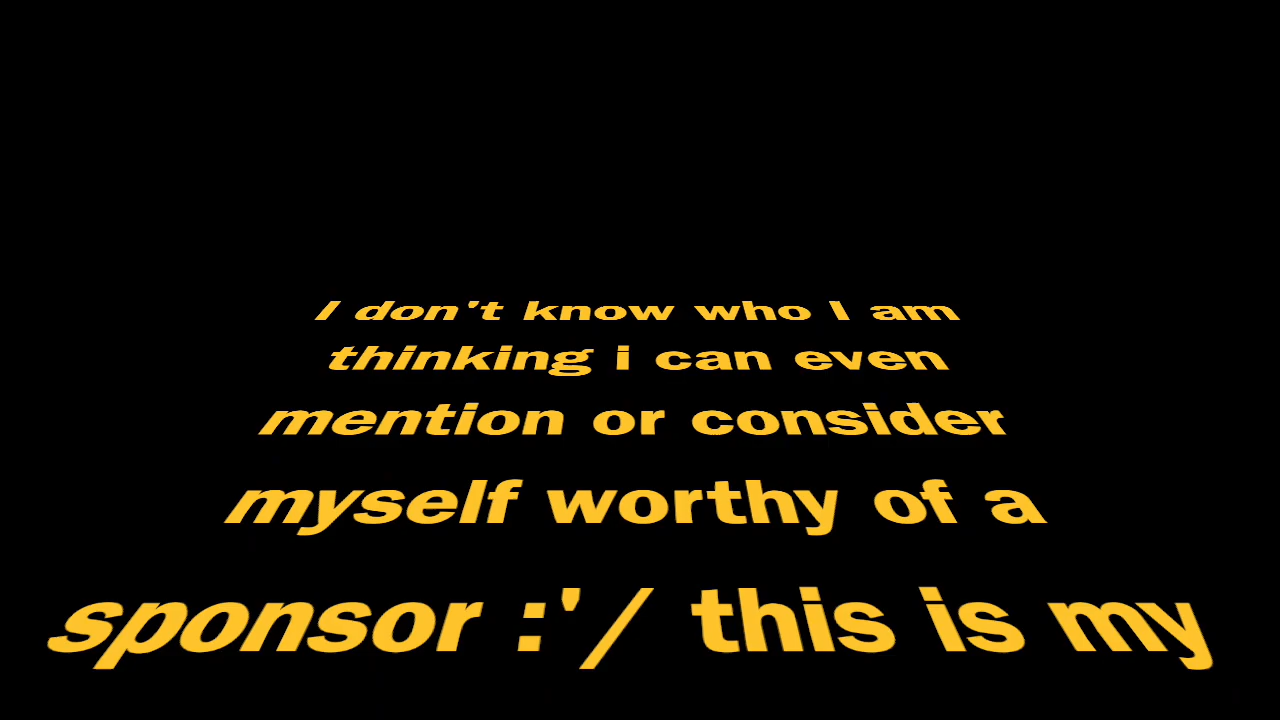 I don't know who I am
thinking i can even
mention or consider
myself worthy of a
sponsor :'/ this is my